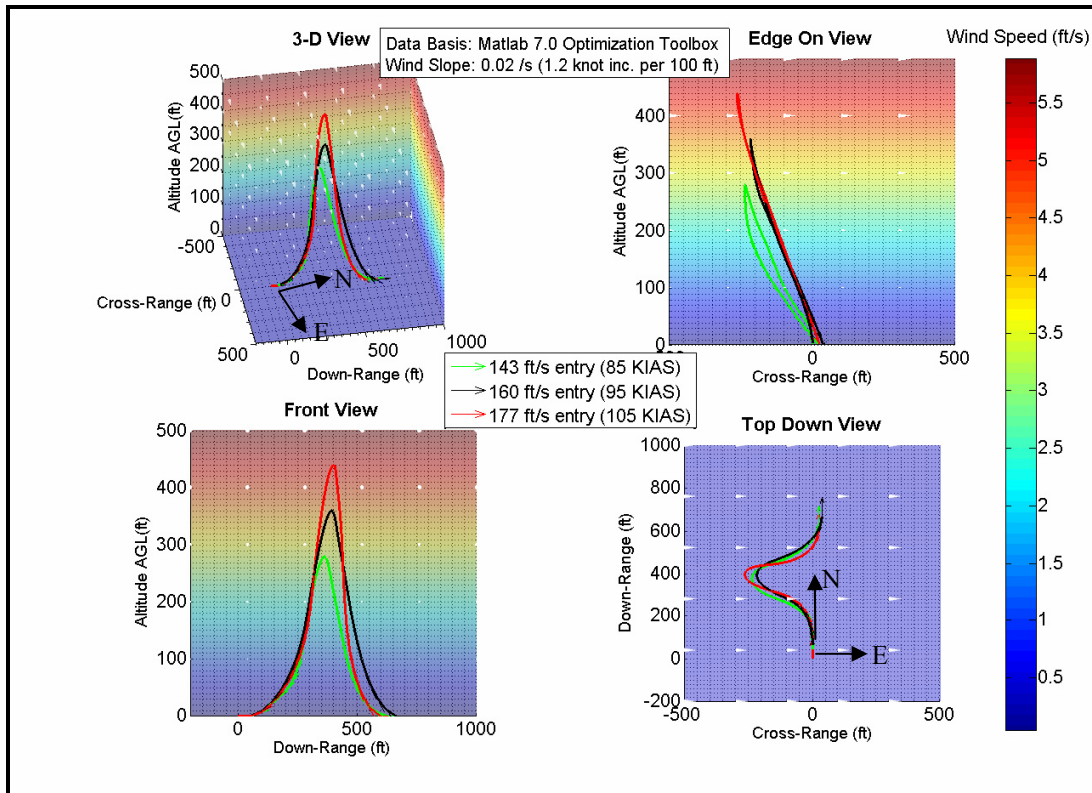 3-D View
Data Basis: Matlab 7.0 Optimization Toolbox
Wind Slope: 0.02 /s (1.2 knot inc. per 100 ft)
Altitude AGL(ft)
500
400
300
200
100
0
-500
Cross-Range (ft)
0
500
0
500
1000
Down-Range (ft)
N
E
Edge On View
Altitude AGL(ft)
400
300
200
100
0
0
500
Cross-Range (ft)
Wind Speed (ft/s)
5.5
5
4.5
4
3.5
3
2.5
2
1.5
1
0.5
143 ft/s entry (85 KIAS)
160 ft/s entry (95 KIAS)
177 ft/s entry (105 KIAS)
Front View
Altitude AGL(ft)
500
400
300
200
100
0
0
500
1000
Down-Range (ft)
Top Down View
Down-Range (ft)
1000
800
600
400
200
0
-200
-500
0
500
Cross-Range (ft)
N
E